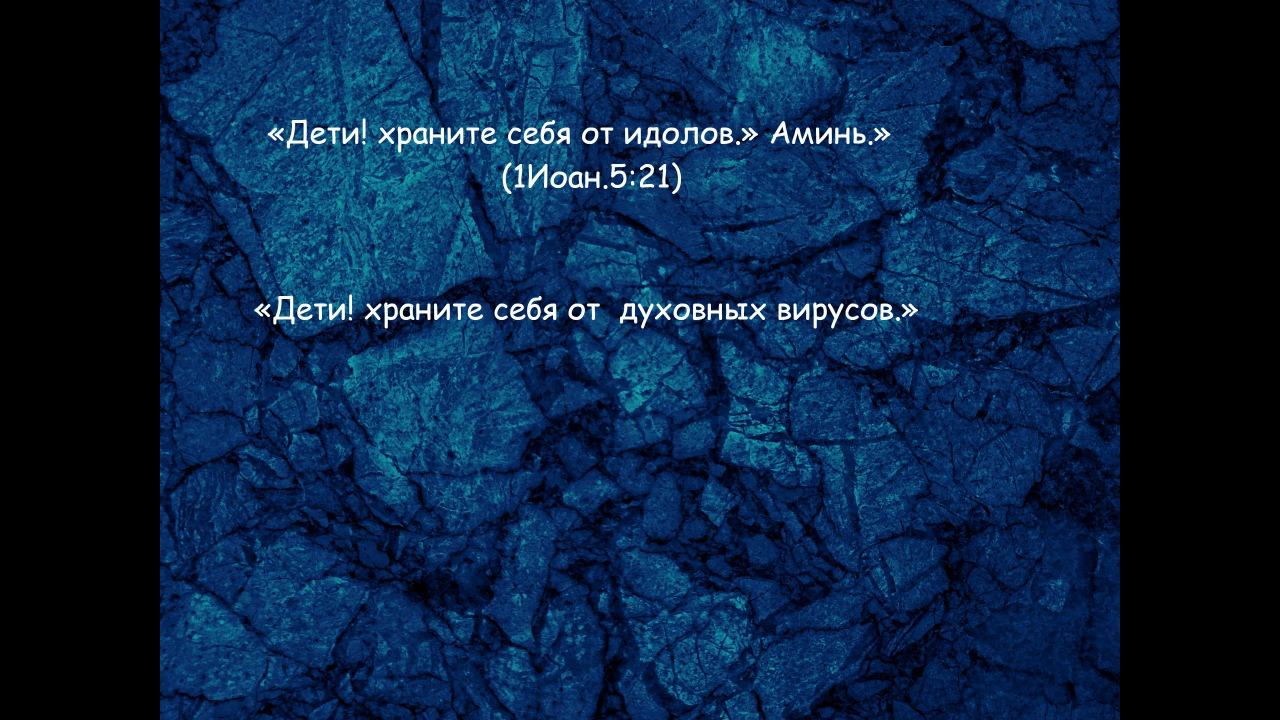 «Дети! храните себя от идолов.» Аминь.»
(1Иоан.5:21)
«Дети! храните себя от  духовных вирусов.»